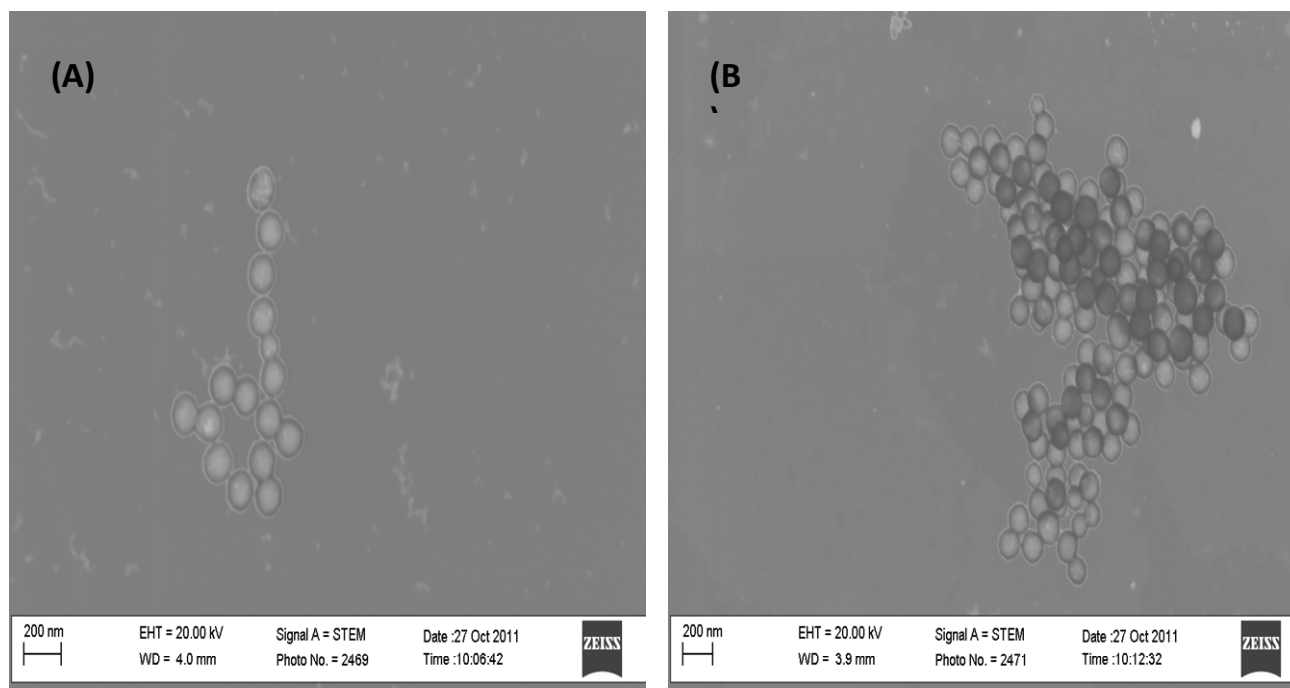 (A)
(B
)
200 nm
EHT = 20.00 kV
Signal A = STEM
Date :27 Oct 2011
ZEISS
WD = 4.0 mm
Photo No. = 2469
Time :10:06:42
200 nm
EHT = 20.00 kV
Signal A = STEM
Date :27 Oct 2011
ZEISS
WD = 3.9 mm
Photo No. = 2471
Time :10:12:32